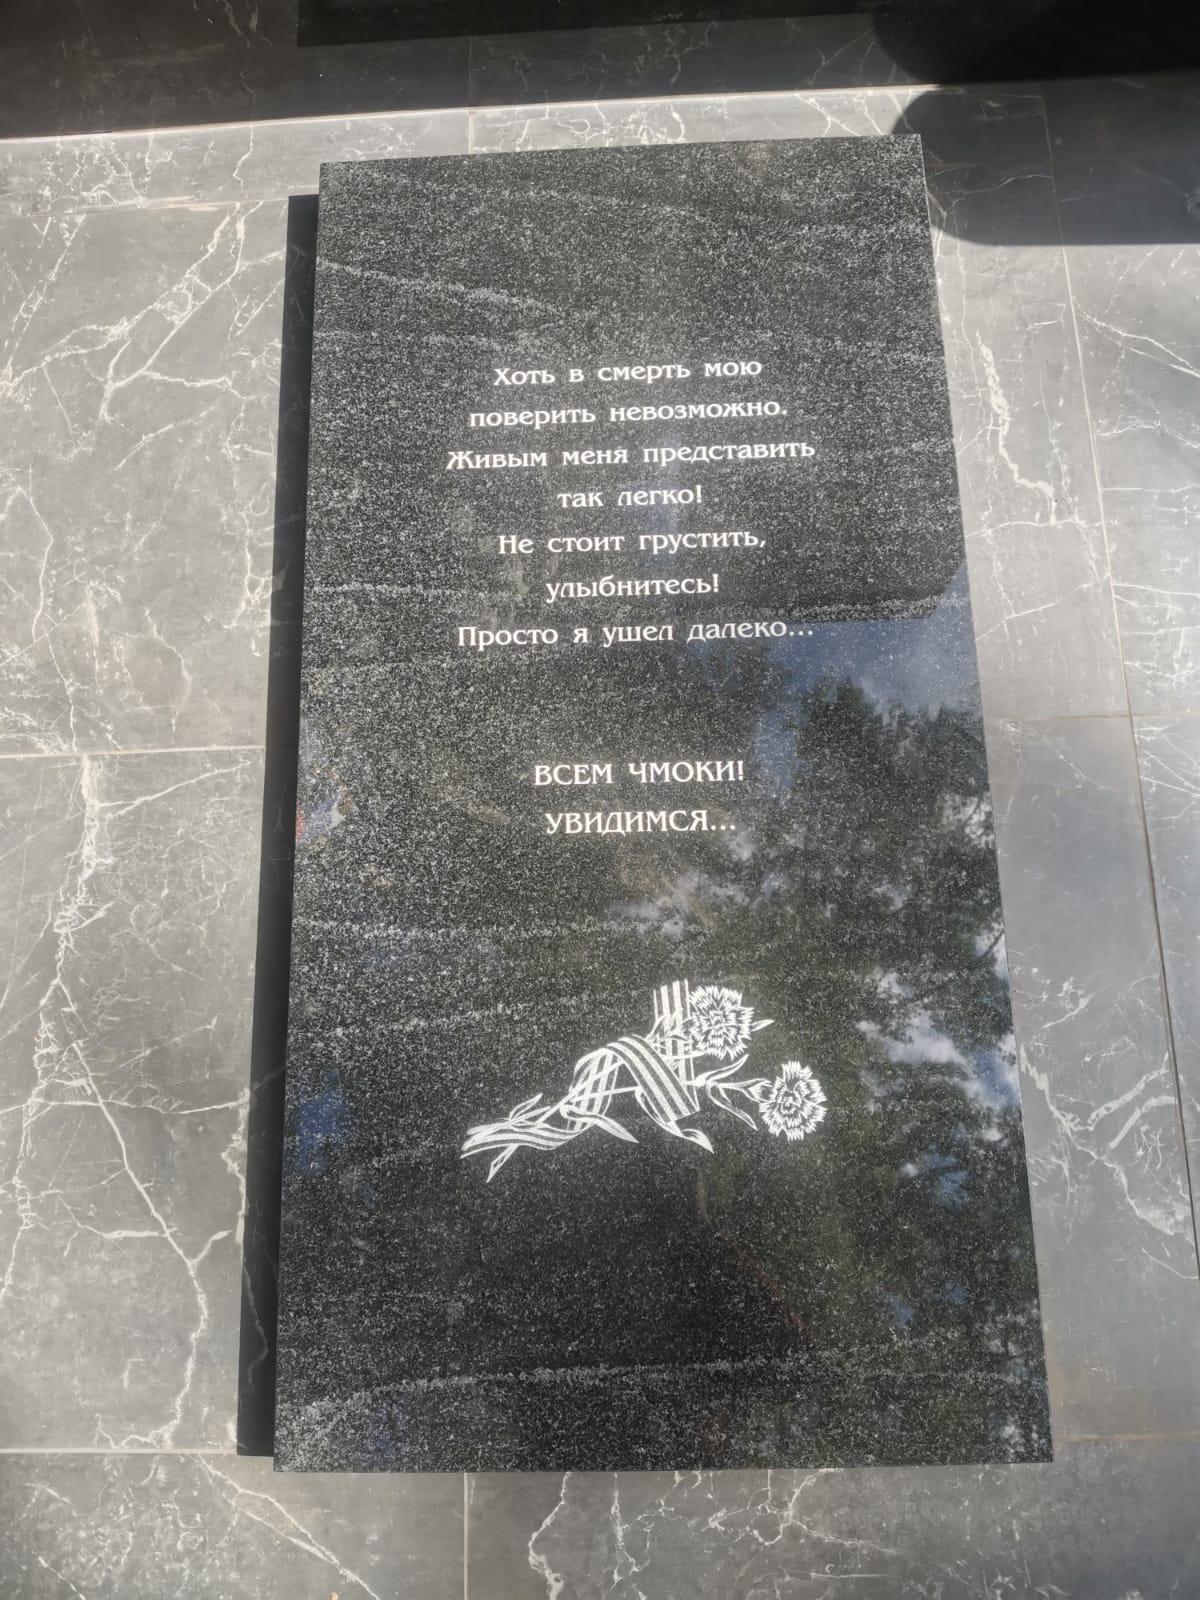 Хоть в смерть мою
поверить невозможно.
Живым меня представить
так легко!
Не стоит грустить,
улыбнитесь!
Просто я ушел далеко...
ВСЕМ ЧМОКИ!
УВИДИМСЯ...